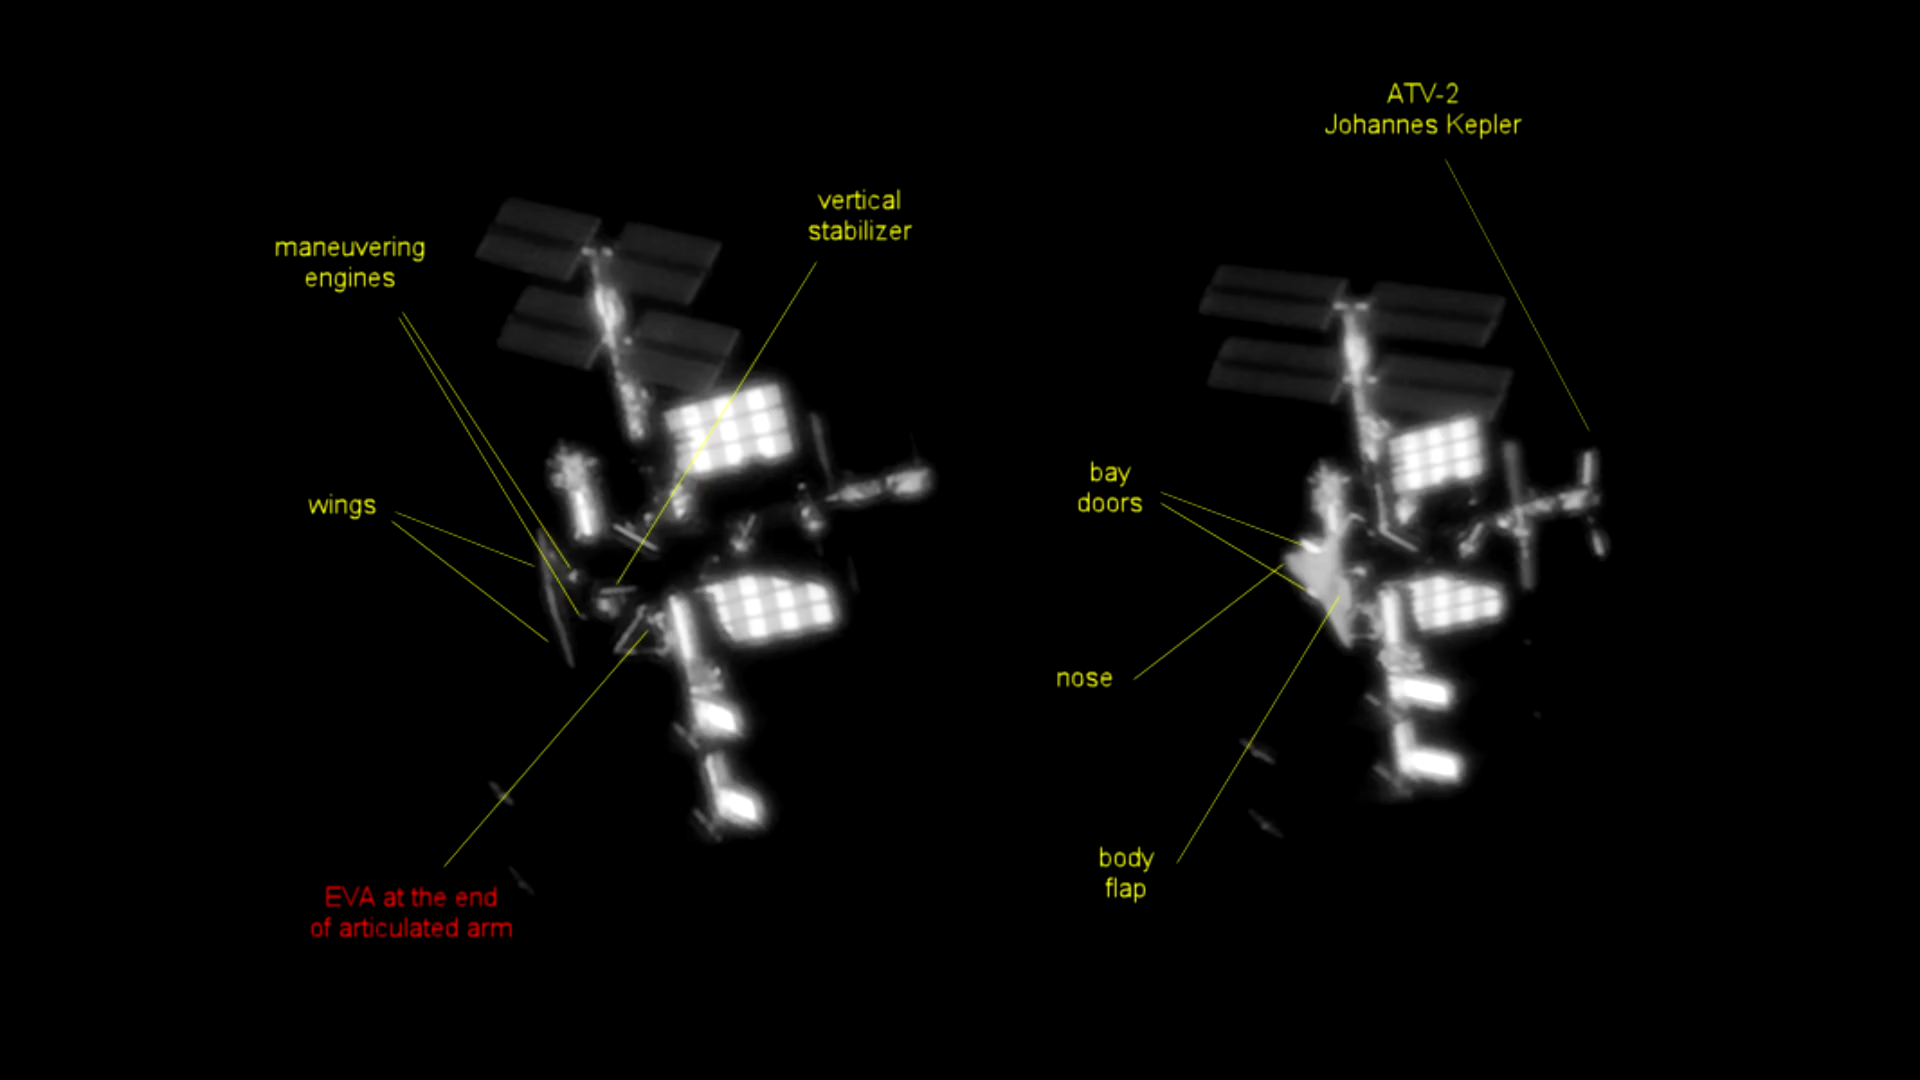 ATV-2
Johannes Kepler
vertical
stabilizer
maneuvering
engines
wings
bay
doors
nose
body
flap
EVA at the end
of articulated arm